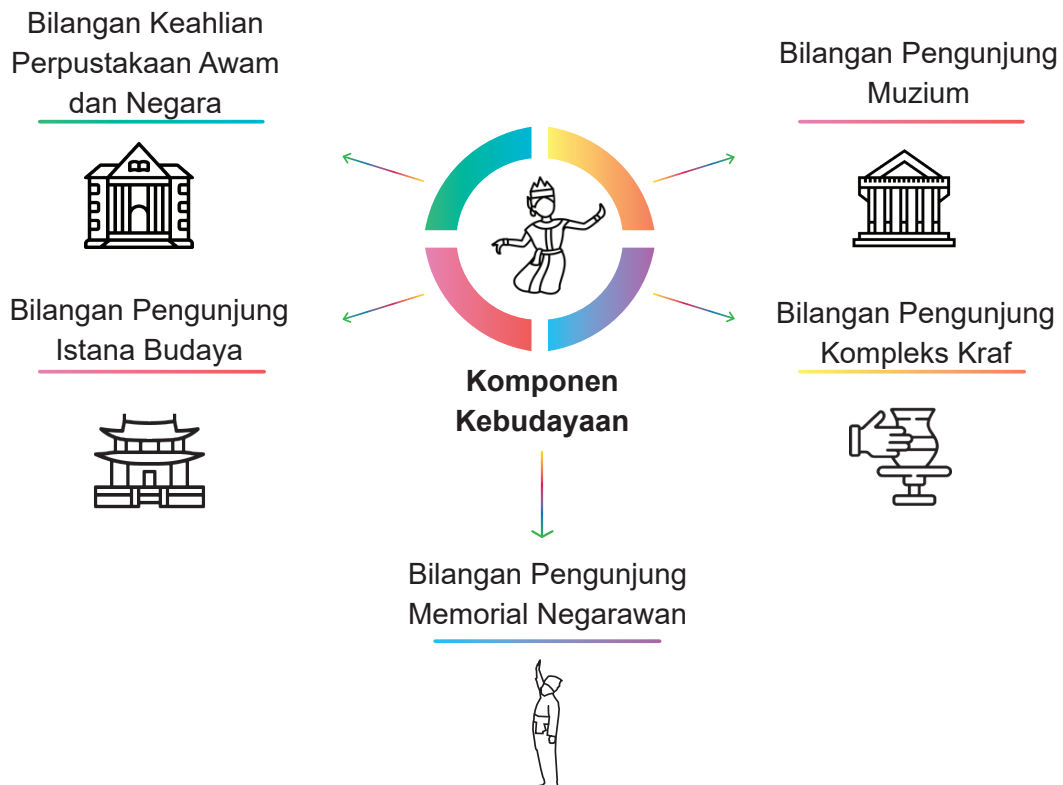 Bilangan Keahlian
Perpustakaan Awam
dan Negara
Bilangan Pengunjung
Muzium
Bilangan Pengunjung
Istana Budaya
Bilangan Pengunjung
Kompleks Kraf
Komponen
Kebudayaan
Bilangan Pengunjung
Memorial Negarawan